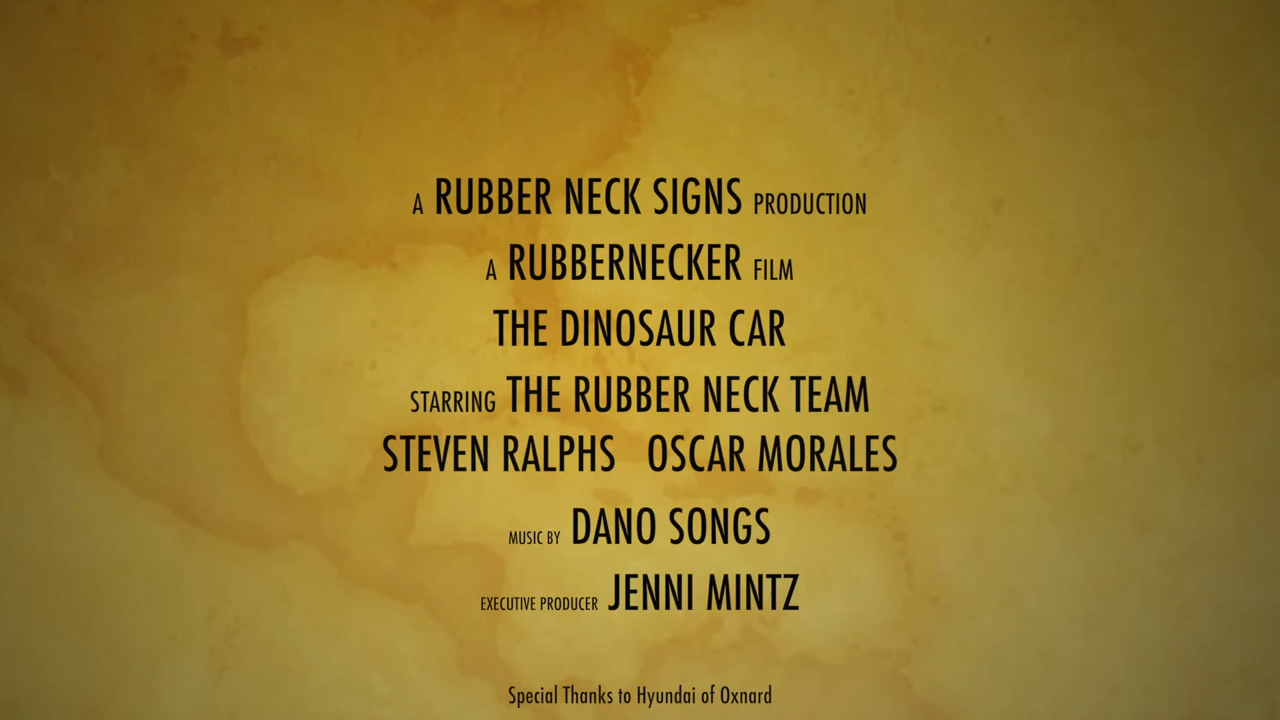 A RUBBER NECK SIGNS PRODUCTION
A RUBBERNECKER FILM
THE DINOSAUR CAR
STARRING THE RUBBER NECK TEAM
STEVEN RALPHS OSCAR MORALES
MUSIC BY DANO SONGS
EXECUTIVE PRODUCER JENNI MINTZ
Special Thanks to Hyundai of Oxnard